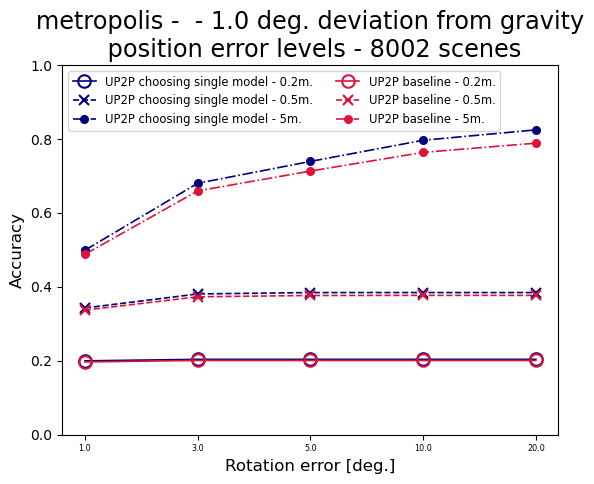 metropolis -  - 1.0 deg. deviation from gravity
position error levels - 8002 scenes
UP2P choosing single model - 0.2m.
UP2P choosing single model - 0.5m.
UP2P choosing single model - 5m.
UP2P baseline - 0.2m.
UP2P baseline - 0.5m.
UP2P baseline - 5m.
Accuracy
1.0
0.8
0.6
0.4
0.2
0.0
1.0 3.0 5.0 10.0 20.0
Rotation error [deg.]